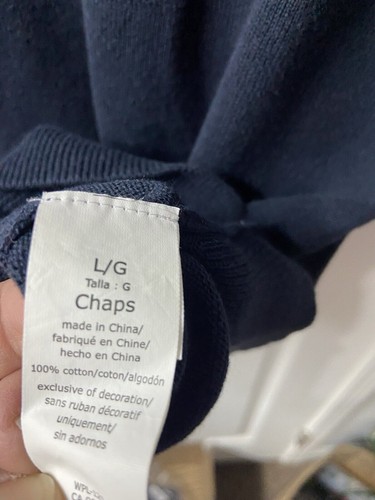 L/G
Talla : G
Chaps
made in China/
fabriqué en Chine/
hecho en China
100% cotton/coton/algodón
exclusive of decoration/
sans ruban décoratif
uniquement/
sin adornos